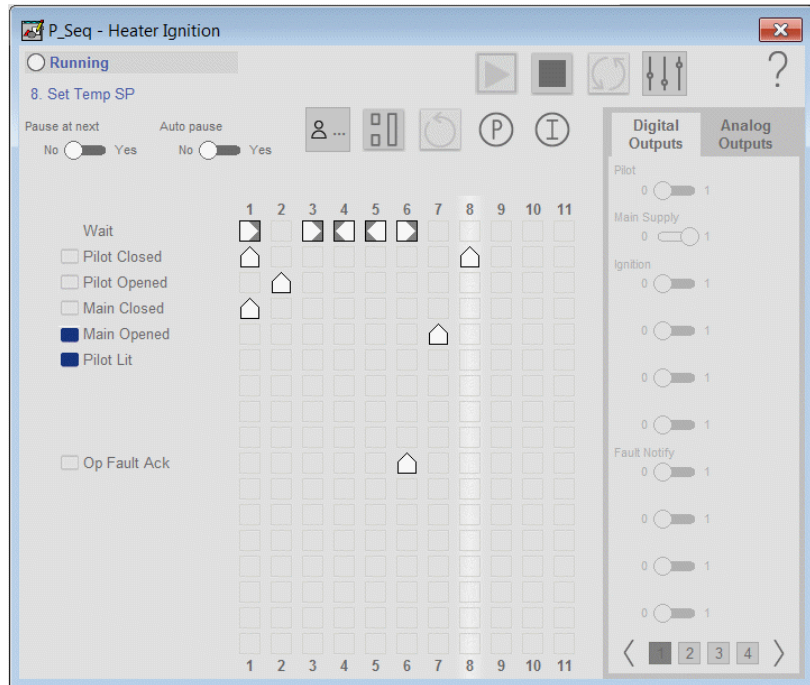 P_Seq - Heater Ignition
Running
8. Set Temp SP
?
Pause at next Auto pause
No Yes No Yes
P I
Digital Outputs
Analog Outputs
1 2 3 4 5 6 7 8 9 10 11
Wait
Pilot Closed
Pilot Opened
Main Closed
Main Opened
Pilot Lit
Op Fault Ack
1 2 3 4 5 6 7 8 9 10 11
Pilot
0 1
Main Supply
0 1
Ignition
0 1
0 1
0 1
0 1
Fault Notify
0 1
0 1
0 1
0 1
1 2 3 4